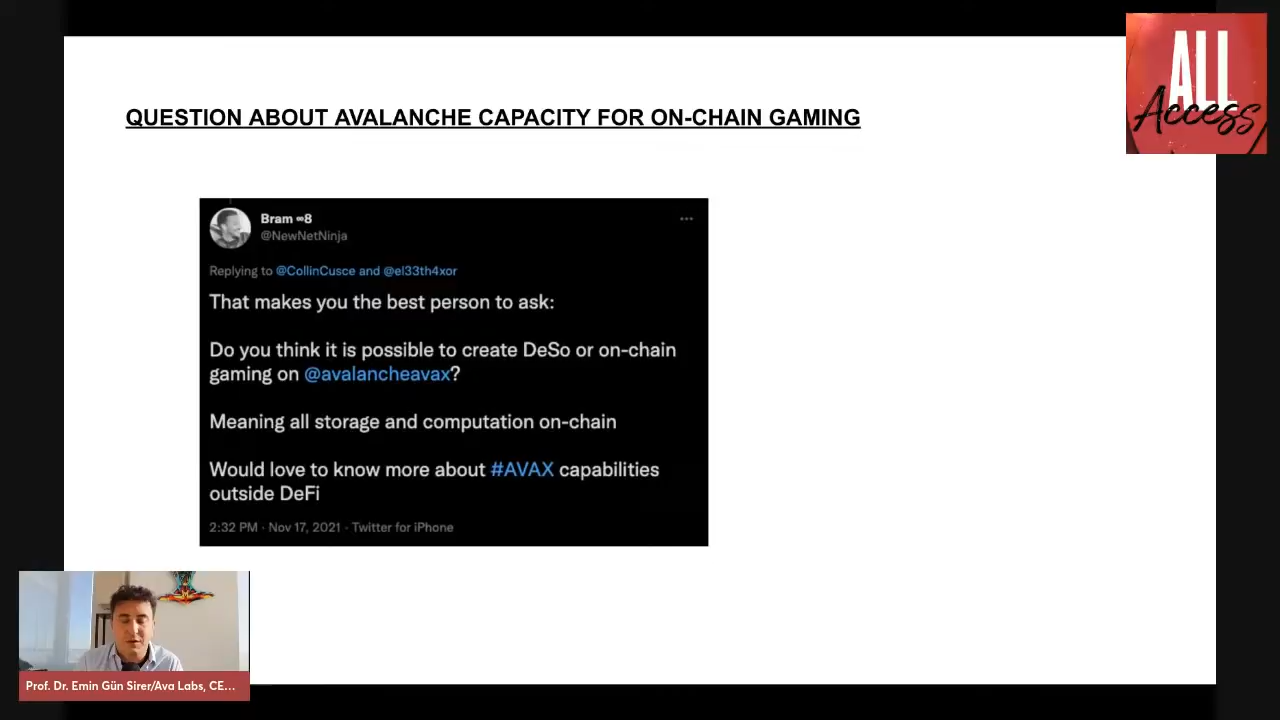 ALL
Access
QUESTION ABOUT AVALANCHE CAPACITY FOR ON-CHAIN GAMING
Bram ∞8
@NewNetNinja
Replying to @CollinCusce and @el33th4xor
That makes you the best person to ask:
Do you think it is possible to create DeSo or on-chain
gaming on @avalancheavax?
Meaning all storage and computation on-chain
Would love to know more about #AVAX capabilities
outside DeFi
2:32 PM · Nov 17, 2021 · Twitter for iPhone
Prof. Dr. Emin Gün Sirer/Ava Labs, CE...